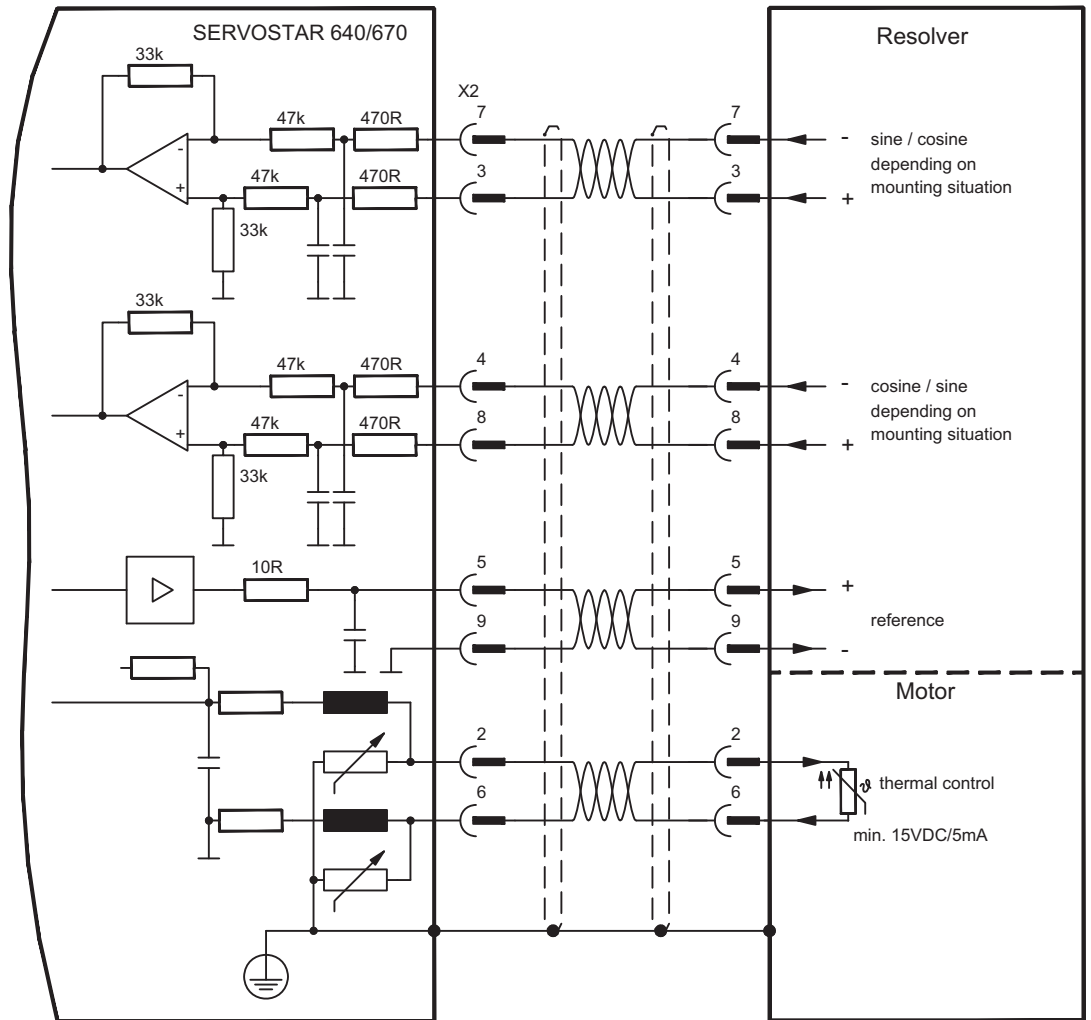 SERVOSTAR 640/670
Resolver
33k
X2
47k
470R
7
7
-
sine / cosine
depending on
mounting situation
-
+
47k
470R
3
3
+
33k
33k
47k
470R
4
4
-
cosine / sine
depending on
mounting situation
-
+
47k
470R
8
8
+
33k
10R
5
5
+
reference
9
9
-
Motor
2
2
ϑ thermal control
6
6
min. 15VDC/5mA